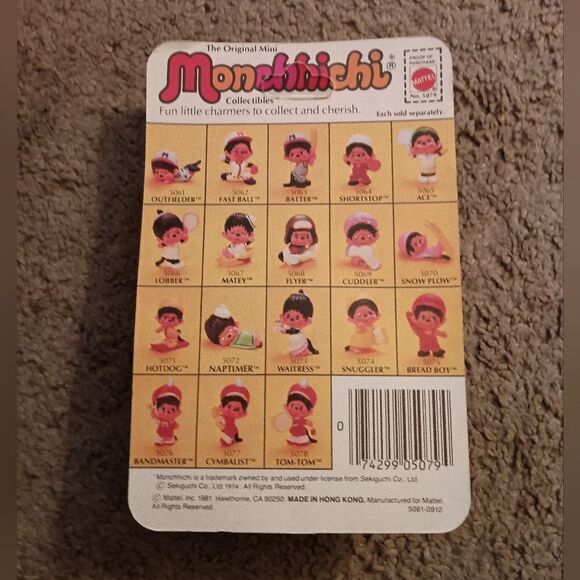 The Original Mini
Monchhichi®
Collectibles™
Fun little charmers to collect and cherish.
PROOF OF
PURCHASE
MATTEL
No. 5079
Each sold separately.
5061 5062 5063 5064 5065
OUTFIELDER™ FAST BALL™ BATTER™ SHORTSTOP™ ACE™
5066 5067 5068 5069 5070
LOBBER™ MATEY™ FLYER™ CUDDLER™ SNOW PLOW™
5071 5072 5073 5074 5075
HOTDOG™ NAPTIMER™ WAITRESS™ SNUGGLER™ BREAD BOY™
5076 5077 5078
BANDMASTER™ CYMBALIST™ TOM-TOM™
0 74299 05079
Monchhichi is a trademark owned by and used under license from Sekiguchi Co., Ltd.
© Sekiguchi Co., Ltd. 1974. All Rights Reserved.
© Mattel, Inc. 1981. Hawthorne, CA 90250. MADE IN HONG KONG. Manufactured for Mattel.
All Rights Reserved. 5061-0910